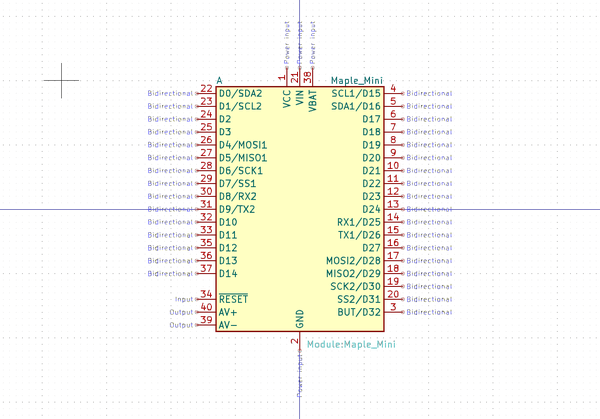 Power input Power input Power input
1 21 38
A Maple_Mini
VCC VIN VBAT
Bidirectional 22 D0/SDA2 SCL1/D15 4 Bidirectional
Bidirectional 23 D1/SCL2 SDA1/D16 5 Bidirectional
Bidirectional 24 D2 D17 6 Bidirectional
Bidirectional 25 D3 D18 7 Bidirectional
Bidirectional 26 D4/MOSI1 D19 8 Bidirectional
Bidirectional 27 D5/MISO1 D20 9 Bidirectional
Bidirectional 28 D6/SCK1 D21 10 Bidirectional
Bidirectional 29 D7/SS1 D22 11 Bidirectional
Bidirectional 30 D8/RX2 D23 12 Bidirectional
Bidirectional 31 D9/TX2 D24 13 Bidirectional
Bidirectional 32 D10 RX1/D25 14 Bidirectional
Bidirectional 33 D11 TX1/D26 15 Bidirectional
Bidirectional 35 D12 D27 16 Bidirectional
Bidirectional 36 D13 MOSI2/D28 17 Bidirectional
Bidirectional 37 D14 MISO2/D29 18 Bidirectional
SCK2/D30 19 Bidirectional
Input 34 RESET SS2/D31 20 Bidirectional
Output 40 AV+ BUT/D32 3 Bidirectional
Output 39 AV-
GND
2
Module:Maple_Mini
Power input